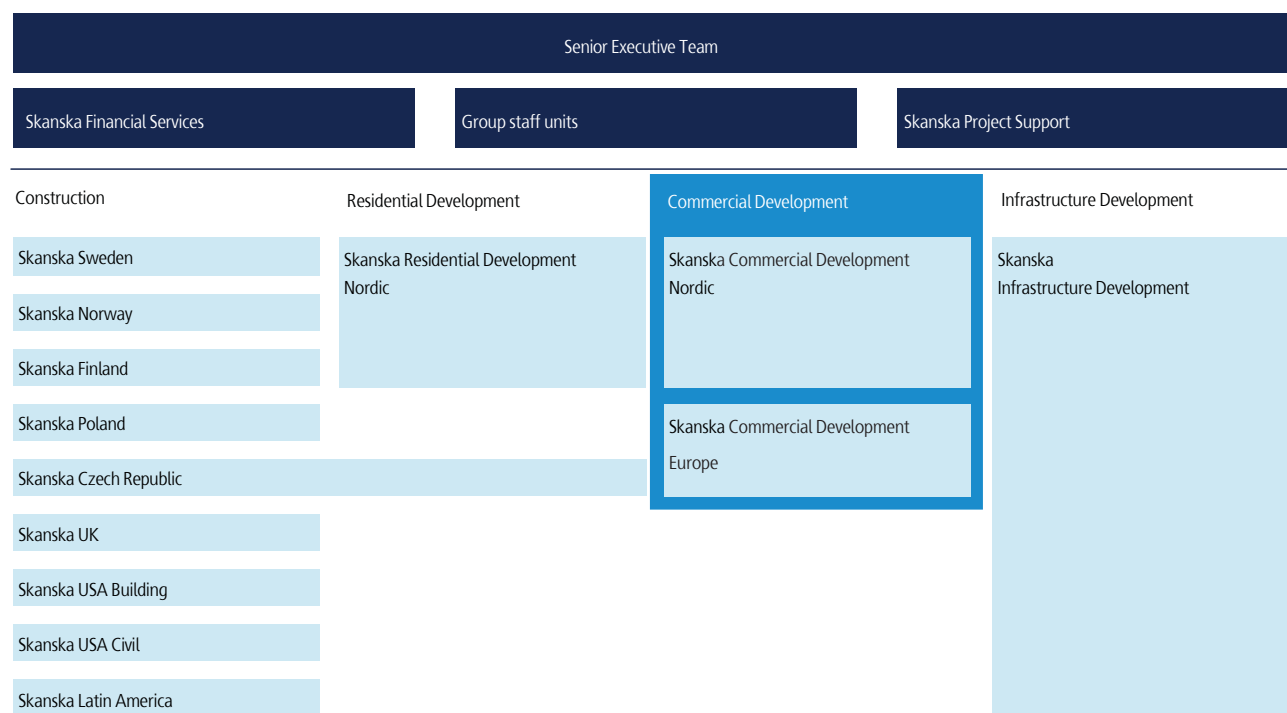 Senior Executive Team
Skanska Financial Services
Group staff units
Skanska Project Support
Construction
Residential Development
Commercial Development
Infrastructure Development
Skanska Sweden
Skanska Norway
Skanska Finland
Skanska Poland
Skanska Czech Republic
Skanska UK
Skanska USA Building
Skanska USA Civil
Skanska Latin America
Skanska Residential Development
Nordic
Skanska Commercial Development
Nordic
Skanska Commercial Development
Europe
Skanska
Infrastructure Development